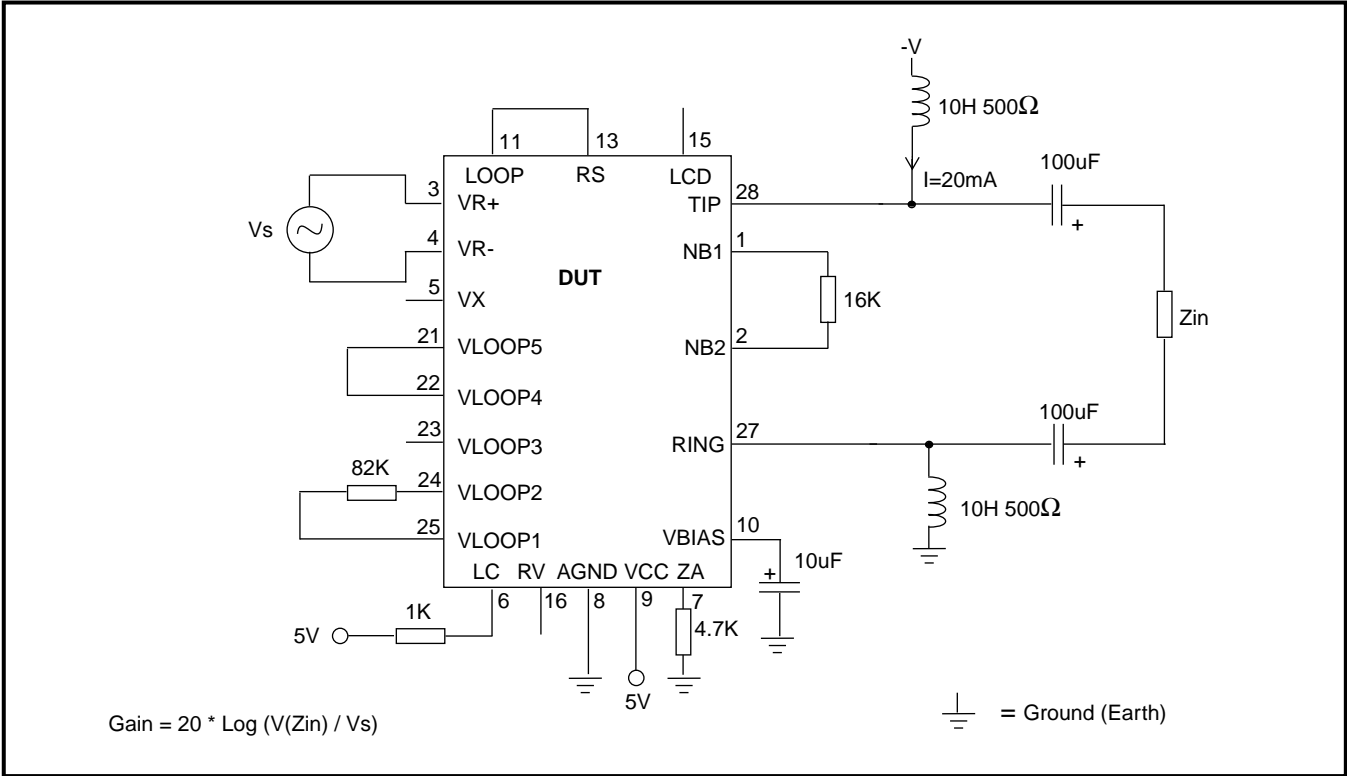 -V
10H 500Ω
11
13
15
100uF
LOOP
RS
LCD
I=20mA
3
VR+
TIP
28
Vs
4
VR-
NB1
1
DUT
5
VX
16K
Zin
21
VLOOP5
NB2
2
22
VLOOP4
100uF
23
VLOOP3
RING
27
+
+
82K
24
VLOOP2
10H 500Ω
25
VLOOP1
VBIAS
10
10uF
+
LC
RV
AGND
VCC
ZA
6
16
8
9
7
1K
5V
4.7K
5V
Gain = 20 * Log (V(Zin) / Vs)
= Ground (Earth)